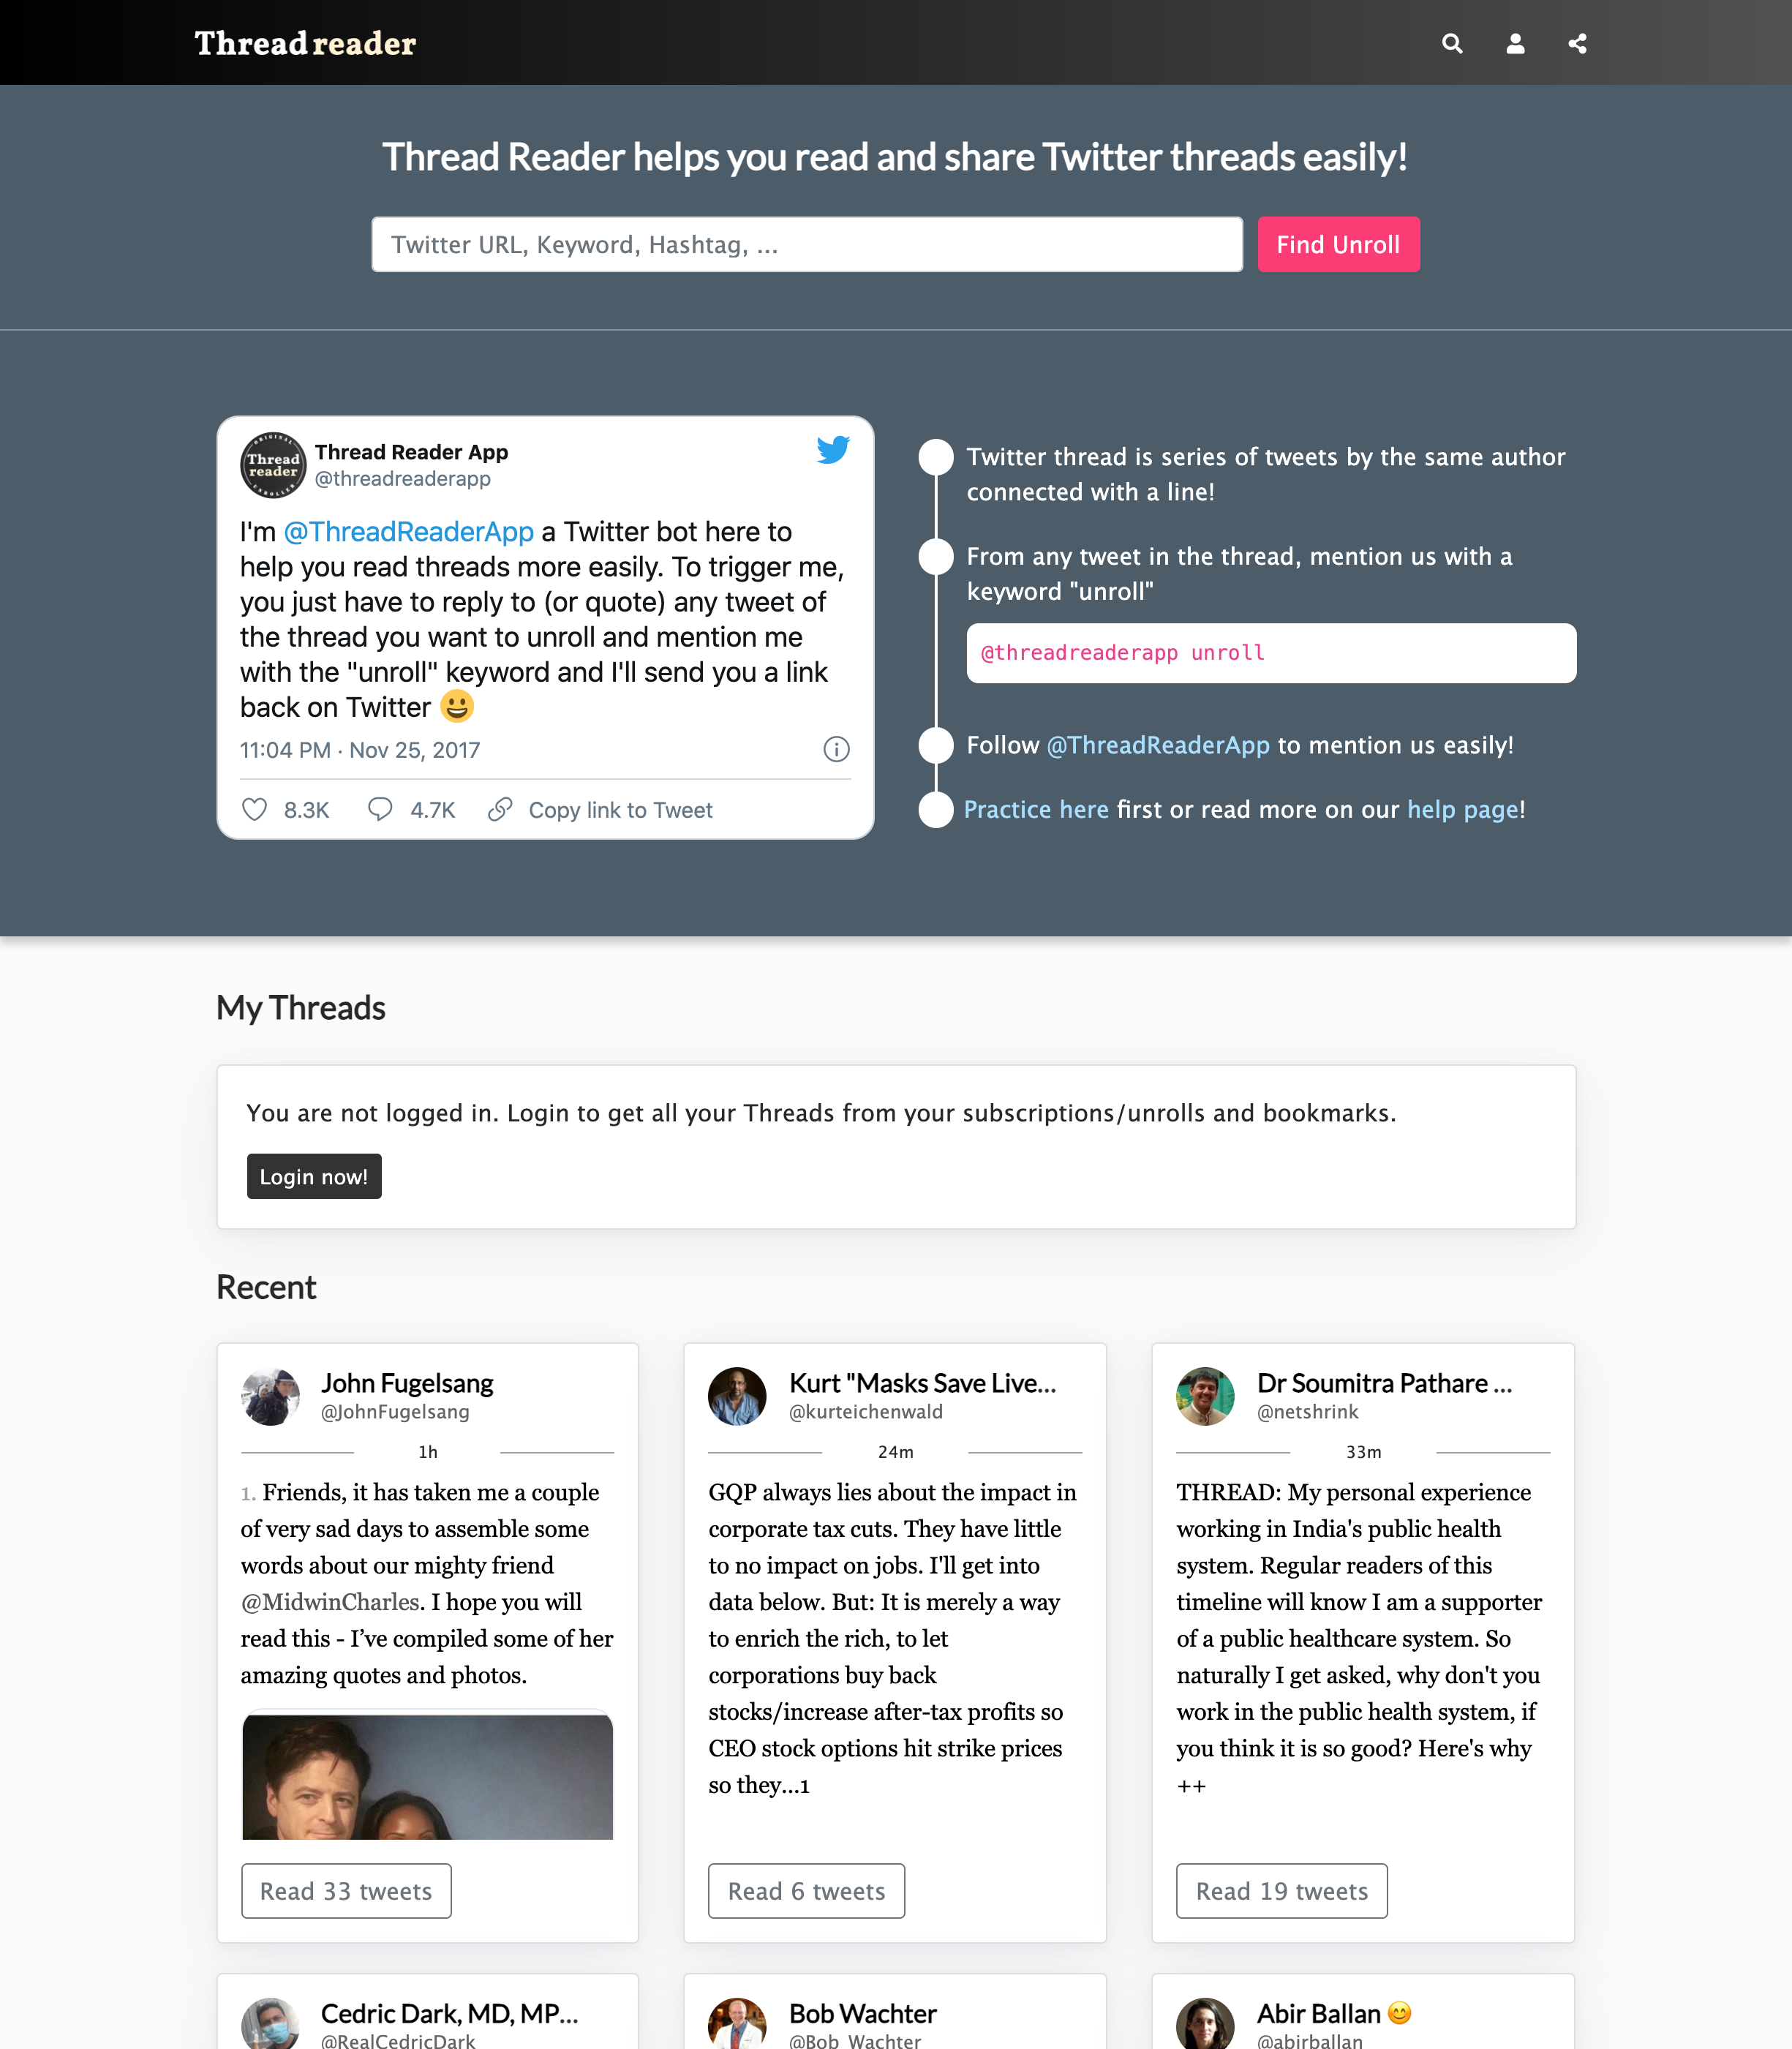 Thread reader
Thread Reader helps you read and share Twitter threads easily!
Twitter URL, Keyword, Hashtag, ...
Find Unroll
ORIGINAL
Thread
reader
UNROLLER
Thread Reader App
@threadreaderapp
I'm @ThreadReaderApp a Twitter bot here to
help you read threads more easily. To trigger me,
you just have to reply to (or quote) any tweet of
the thread you want to unroll and mention me
with the "unroll" keyword and I'll send you a link
back on Twitter 😀
11:04 PM · Nov 25, 2017
8.3K
4.7K
Copy link to Tweet
Twitter thread is series of tweets by the same author
connected with a line!
From any tweet in the thread, mention us with a
keyword "unroll"
@threadreaderapp unroll
Follow @ThreadReaderApp to mention us easily!
Practice here first or read more on our help page!
My Threads
You are not logged in. Login to get all your Threads from your subscriptions/unrolls and bookmarks.
Login now!
Recent
John Fugelsang
@JohnFugelsang
1h
1. Friends, it has taken me a couple
of very sad days to assemble some
words about our mighty friend
@MidwinCharles. I hope you will
read this - I’ve compiled some of her
amazing quotes and photos.
Read 33 tweets
Kurt "Masks Save Live...
@kurteichenwald
24m
GQP always lies about the impact in
corporate tax cuts. They have little
to no impact on jobs. I'll get into
data below. But: It is merely a way
to enrich the rich, to let
corporations buy back
stocks/increase after-tax profits so
CEO stock options hit strike prices
so they...1
Read 6 tweets
Dr Soumitra Pathare ...
@netshrink
33m
THREAD: My personal experience
working in India's public health
system. Regular readers of this
timeline will know I am a supporter
of a public healthcare system. So
naturally I get asked, why don't you
work in the public health system, if
you think it is so good? Here's why
++
Read 19 tweets
Cedric Dark, MD, MP...
@RealCedricDark
Bob Wachter
@Bob_Wachter
Abir Ballan 😊
@abirballan